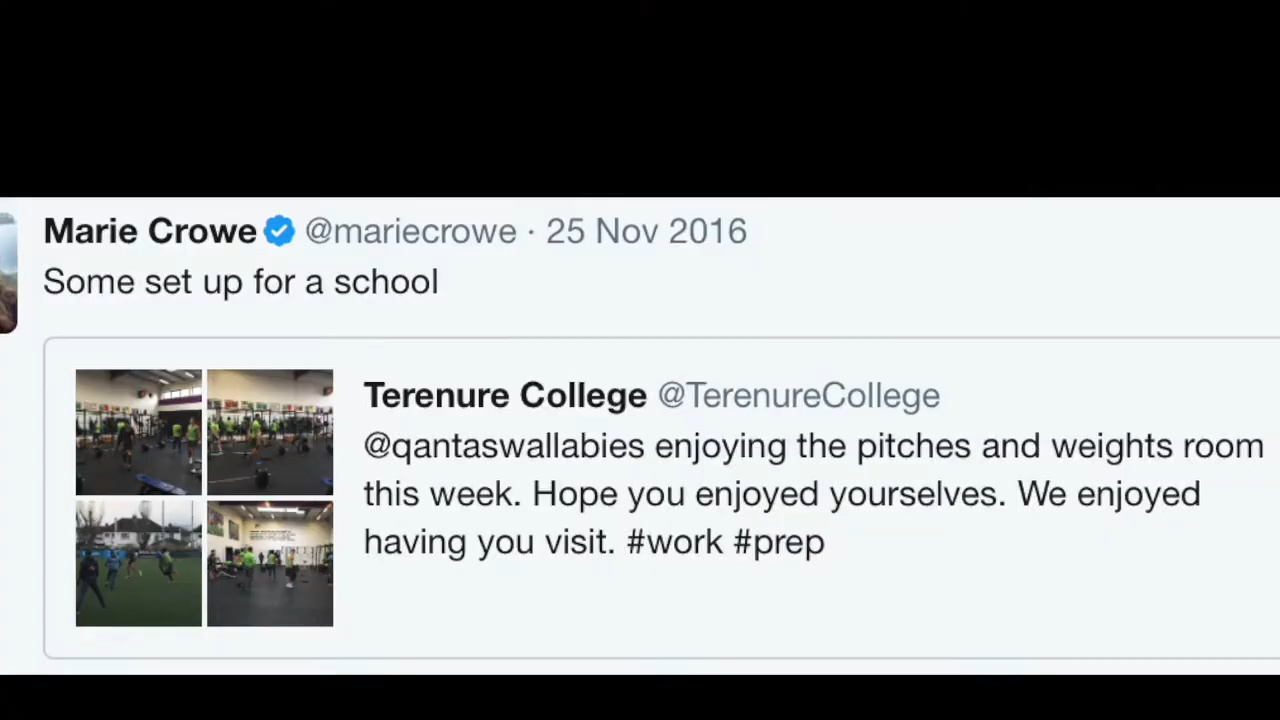 Marie Crowe @mariecrowe · 25 Nov 2016
Some set up for a school
Terenure College @TerenureCollege
@qantaswallabies enjoying the pitches and weights room
this week. Hope you enjoyed yourselves. We enjoyed
having you visit. #work #prep